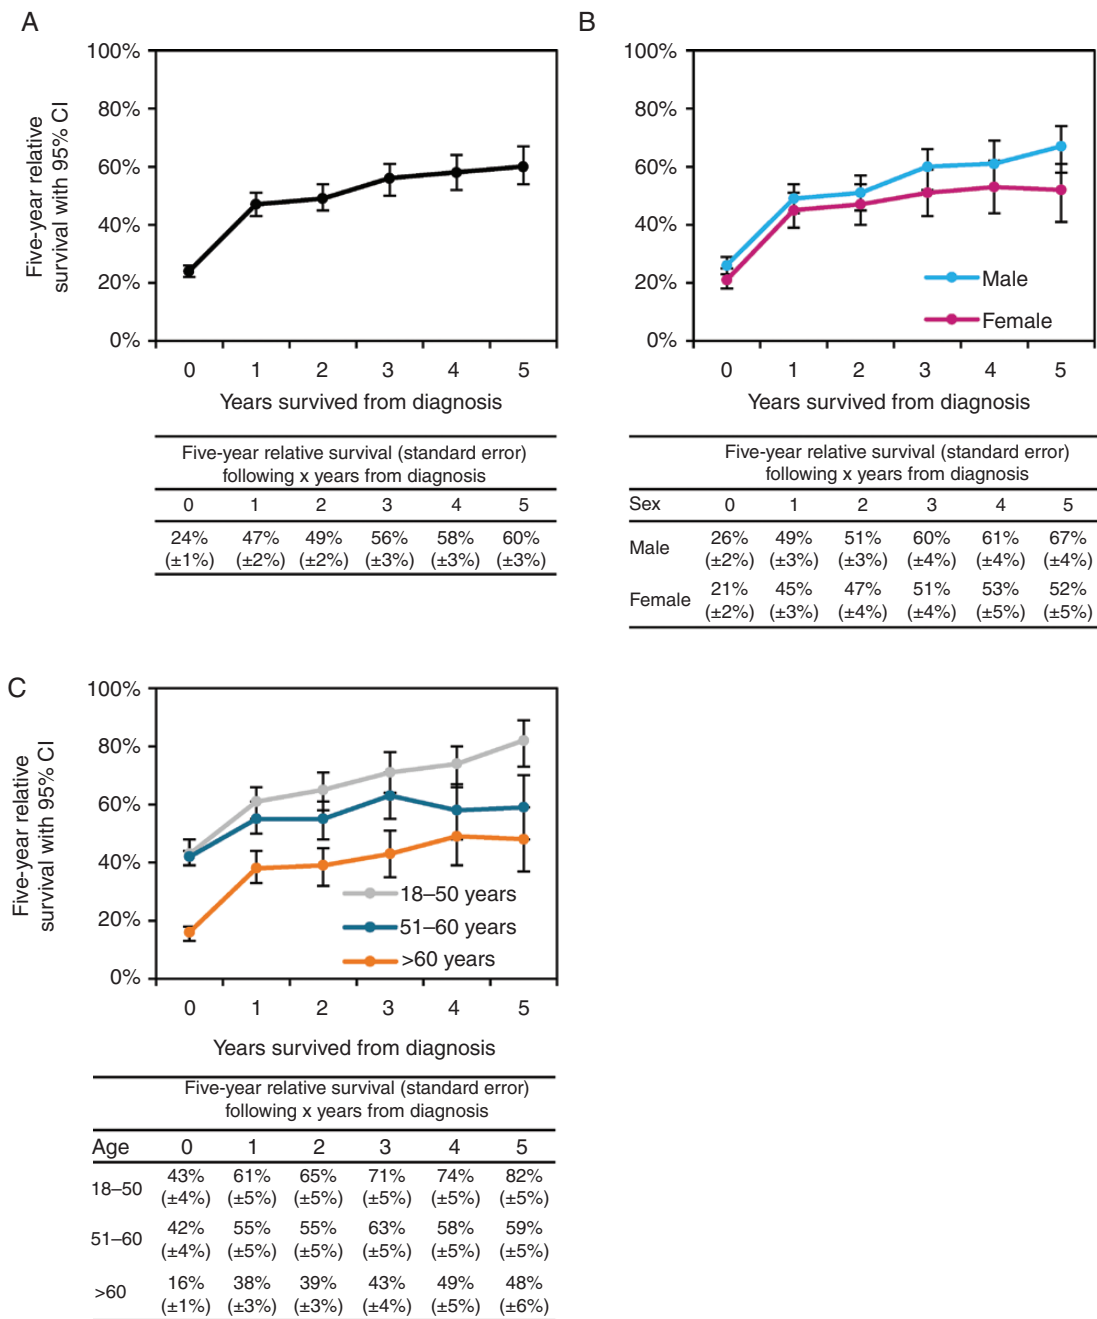 A
Five-year relative
survival with 95% CI
100%
80%
60%
40%
20%
0%
0 1 2 3 4 5
Years survived from diagnosis
Five-year relative survival (standard error)
following x years from diagnosis
0 1 2 3 4 5
24% 47% 49% 56% 58% 60%
(±1%) (±2%) (±2%) (±3%) (±3%) (±3%)
B
100%
80%
60%
40%
20%
0%
Male
Female
0 1 2 3 4 5
Years survived from diagnosis
Five-year relative survival (standard error)
following x years from diagnosis
Sex 0 1 2 3 4 5
Male 26% 49% 51% 60% 61% 67%
(±2%) (±3%) (±3%) (±4%) (±4%) (±4%)
Female 21% 45% 47% 51% 53% 52%
(±2%) (±3%) (±4%) (±4%) (±5%) (±5%)
C
Five-year relative
survival with 95% CI
100%
80%
60%
40%
20%
0%
18–50 years
51–60 years
>60 years
0 1 2 3 4 5
Years survived from diagnosis
Five-year relative survival (standard error)
following x years from diagnosis
Age 0 1 2 3 4 5
18–50 43% 61% 65% 71% 74% 82%
(±4%) (±5%) (±5%) (±5%) (±5%) (±5%)
51–60 42% 55% 55% 63% 58% 59%
(±4%) (±5%) (±5%) (±5%) (±5%) (±5%)
>60 16% 38% 39% 43% 49% 48%
(±1%) (±3%) (±3%) (±4%) (±5%) (±6%)